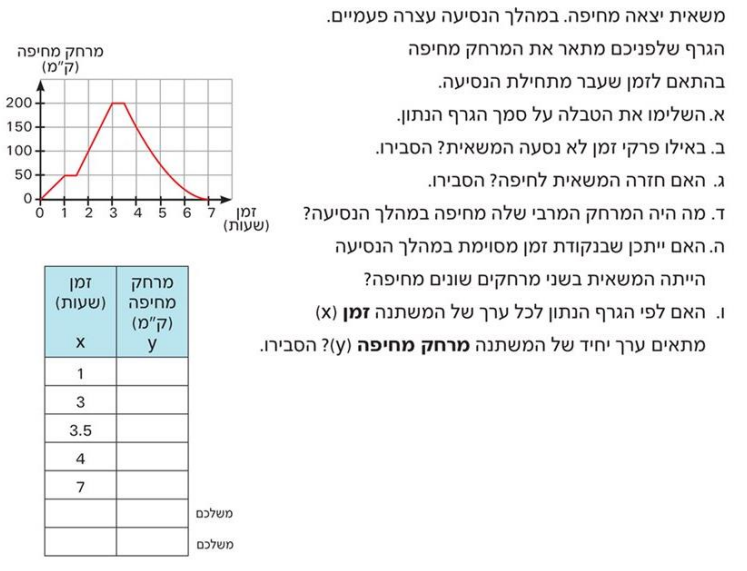 משאית יצאה מחיפה. במהלך הנסיעה עצרה פעמיים.
הגרף שלפניכם מתאר את המרחק מחיפה
בהתאם לזמן שעבר מתחילת הנסיעה.
א. השלימו את הטבלה על סמך הגרף הנתון.
ב. באילו פרקי זמן לא נסעה המשאית? הסבירו.
ג. האם חזרה המשאית לחיפה? הסבירו.
ד. מה היה המרחק המרבי שלה מחיפה במהלך הנסיעה?
ה. האם ייתכן שבנקודת זמן מסוימת במהלך הנסיעה
הייתה המשאית בשני מרחקים שונים מחיפה?
ו. האם לפי הגרף הנתון לכל ערך של המשתנה זמן (x)
מתאים ערך יחיד של המשתנה מרחק מחיפה (y)? הסבירו.
מרחק מחיפה
(ק"מ)
200
150
100
50
0
0 1 2 3 4 5 6 7
זמן
(שעות)
מרחק זמן
מחיפה (שעות)
(ק"מ)
y x
1
3
3.5
4
7
משלכם
משלכם